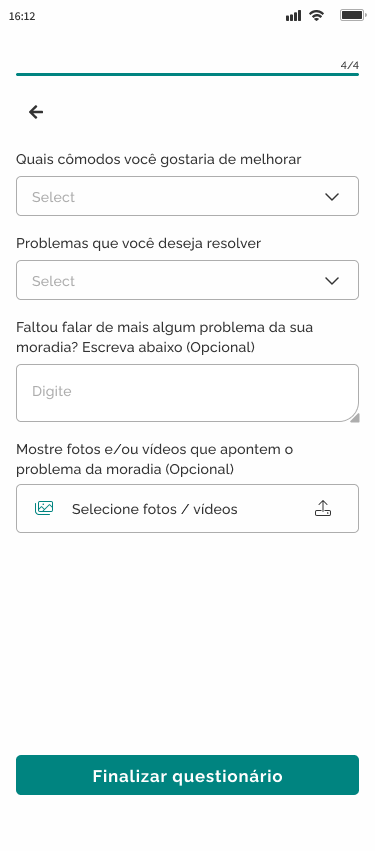 16:12
4/4
Quais cômodos você gostaria de melhorar
Select
Problemas que você deseja resolver
Select
Faltou falar de mais algum problema da sua
moradia? Escreva abaixo (Opcional)
Digite
Mostre fotos e/ou vídeos que apontem o
problema da moradia (Opcional)
Selecione fotos / vídeos
Finalizar questionário